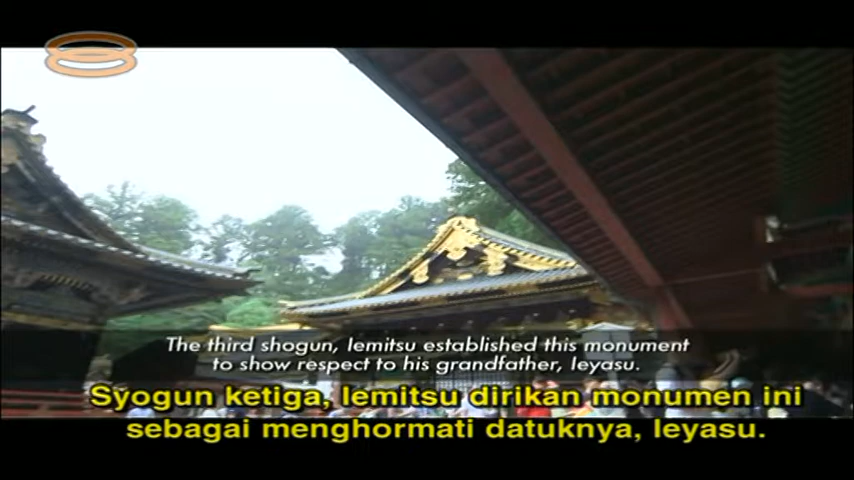 The third shogun, Iemitsu established this monument
to show respect to his grandfather, Ieyasu.
Syogun ketiga, Iemitsu dirikan monumen ini
sebagai menghormati datuknya, Ieyasu.